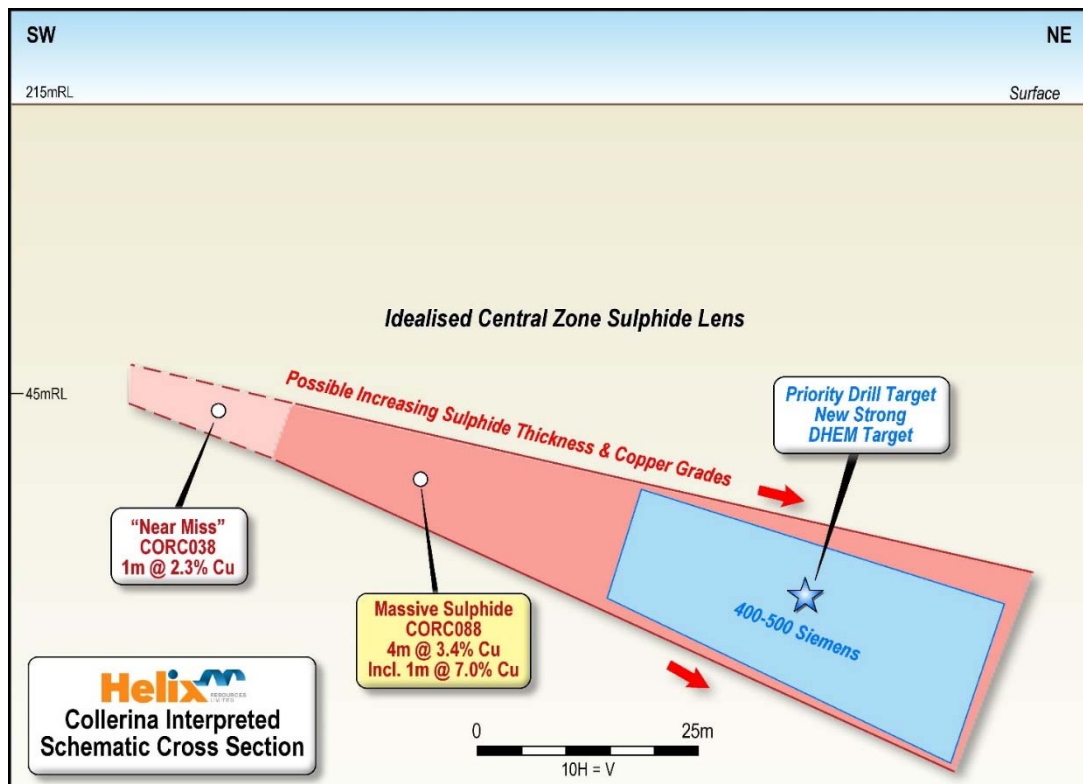 SW
NE
215mRL
Surface
Idealised Central Zone Sulphide Lens
45mRL
Possible Increasing Sulphide Thickness & Copper Grades
Priority Drill Target
New Strong
DHEM Target
"Near Miss"
CORC038
1m @ 2.3% Cu
Massive Sulphide
CORC088
4m @ 3.4% Cu
Incl. 1m @ 7.0% Cu
400-500 Siemens
Helix
RESOURCES
LIMITED
Collerina Interpreted
Schematic Cross Section
0 25m
10H = V